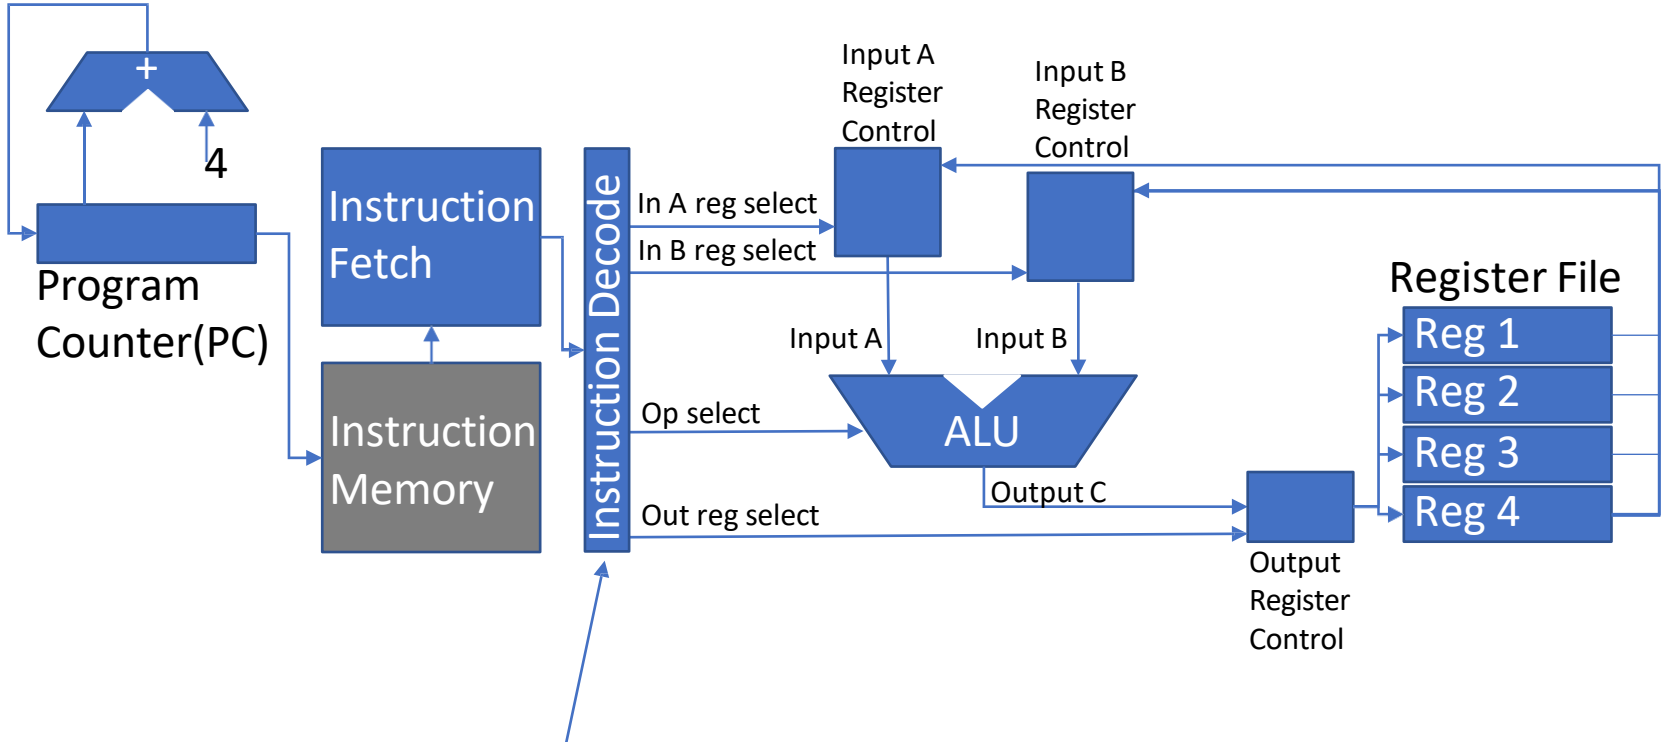 +
4
Program
Counter(PC)
Instruction
Fetch
Instruction
Memory
Instruction Decode
In A reg select
In B reg select
Op select
Out reg select
Input A
Register
Control
Input B
Register
Control
Input A
Input B
ALU
Output C
Output
Register
Control
Register File
Reg 1
Reg 2
Reg 3
Reg 4